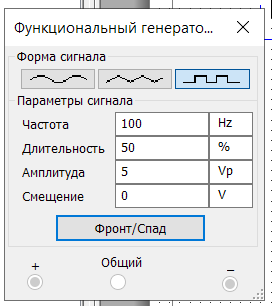 Функциональный генерато...
Форма сигнала
Параметры сигнала
Частота 100 Hz
Длительность 50 %
Амплитуда 5 Vp
Смещение 0 V
Фронт/Спад
+ Общий –